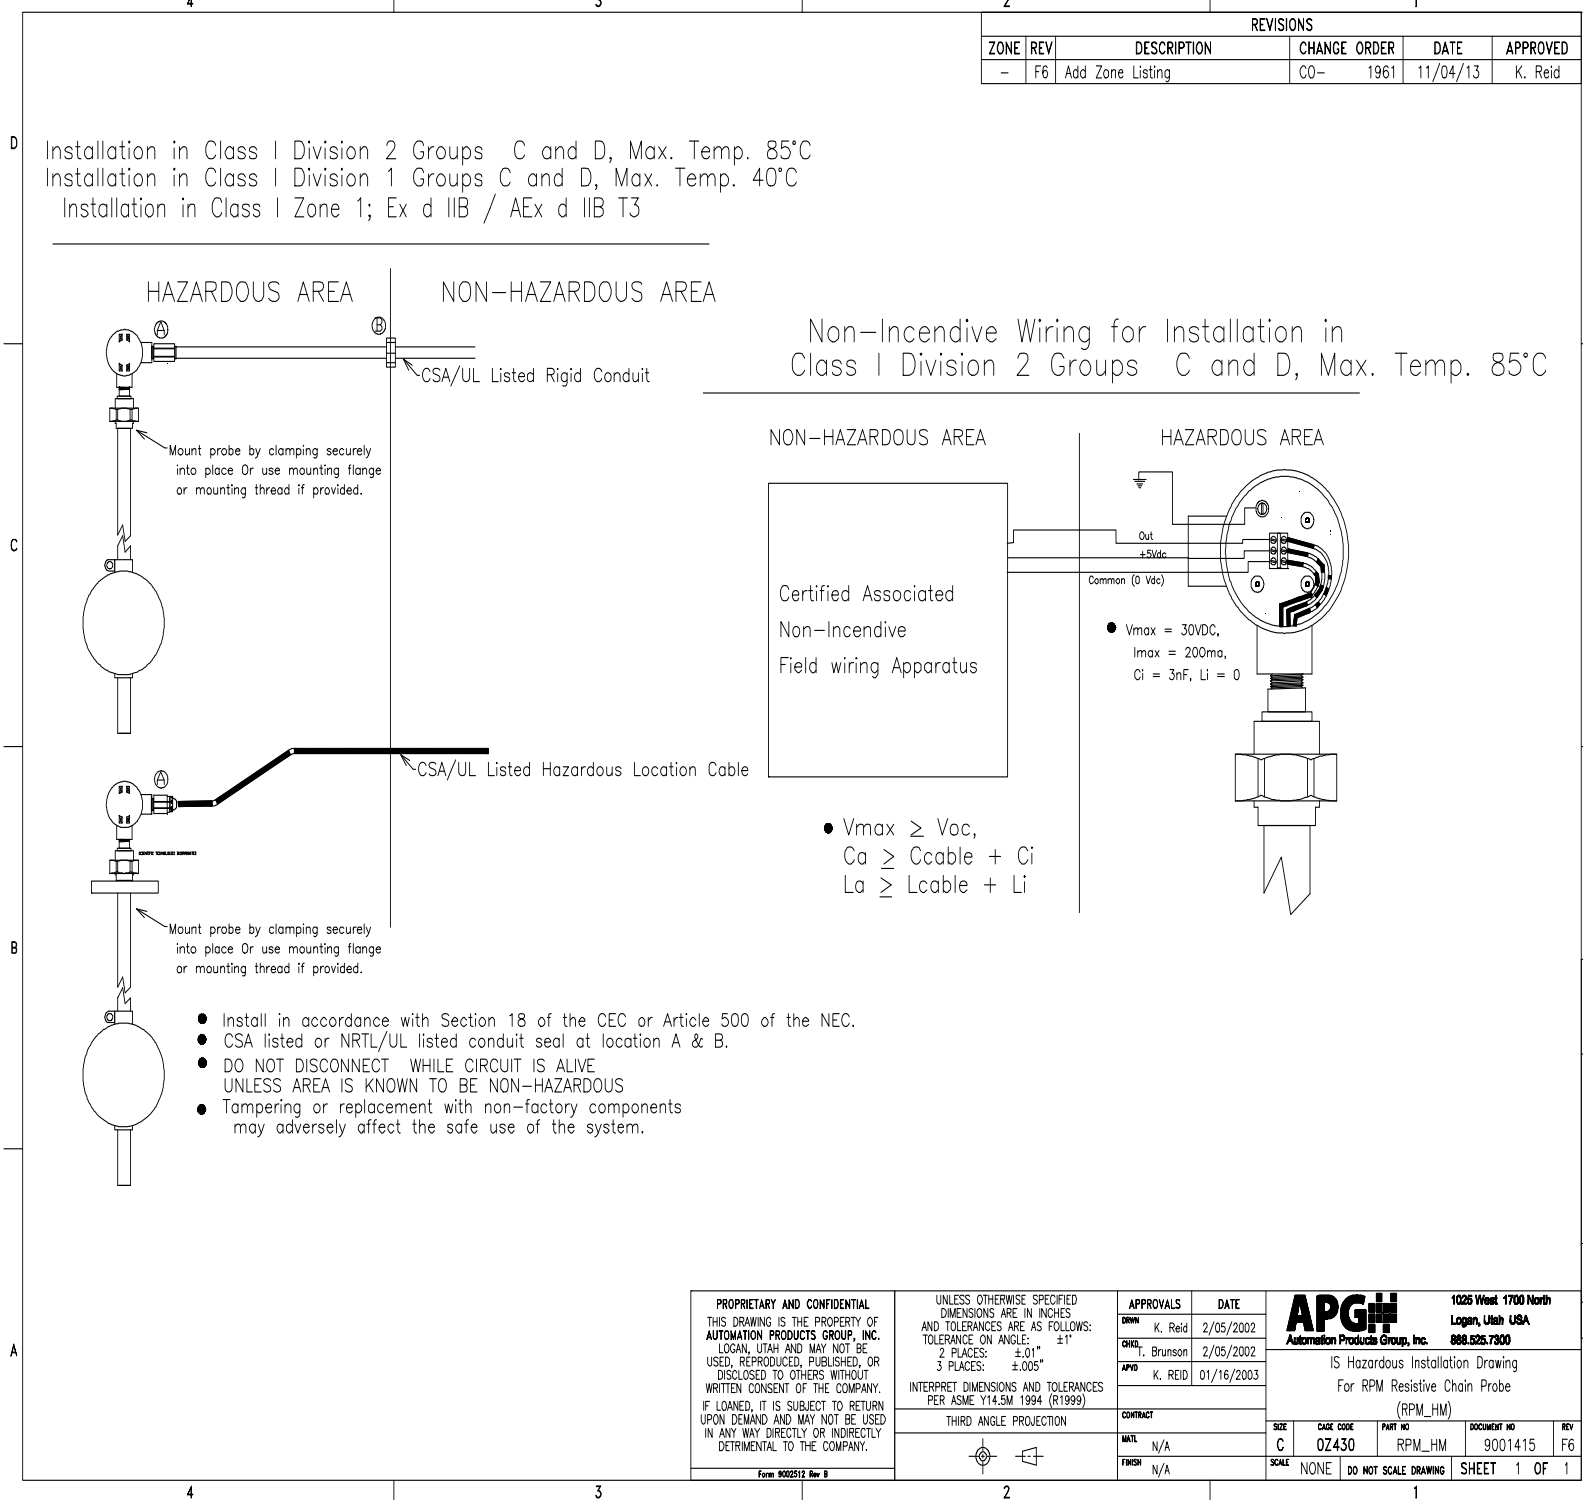 4 3 2 1
REVISIONS
ZONE REV DESCRIPTION CHANGE ORDER DATE APPROVED
- F6 Add Zone Listing CO- 1961 11/04/13 K. Reid
D
Installation in Class I Division 2 Groups C and D, Max. Temp. 85°C
Installation in Class I Division 1 Groups C and D, Max. Temp. 40°C
Installation in Class I Zone 1; Ex d IIB / AEx d IIB T3
HAZARDOUS AREA NON-HAZARDOUS AREA
A B
CSA/UL Listed Rigid Conduit
Mount probe by clamping securely
into place Or use mounting flange
or mounting thread if provided.
Non-Incendive Wiring for Installation in
Class I Division 2 Groups C and D, Max. Temp. 85°C
NON-HAZARDOUS AREA HAZARDOUS AREA
C
Out
+5Vdc
Common (0 Vdc)
Certified Associated
Non-Incendive
Field wiring Apparatus
● Vmax = 30VDC,
Imax = 200ma,
Ci = 3nF, Li = 0
CSA/UL Listed Hazardous Location Cable
A
● Vmax ≥ Voc,
Ca ≥ Ccable + Ci
La ≥ Lcable + Li
Mount probe by clamping securely
into place Or use mounting flange
or mounting thread if provided.
B
● Install in accordance with Section 18 of the CEC or Article 500 of the NEC.
● CSA listed or NRTL/UL listed conduit seal at location A & B.
● DO NOT DISCONNECT WHILE CIRCUIT IS ALIVE
UNLESS AREA IS KNOWN TO BE NON-HAZARDOUS
● Tampering or replacement with non-factory components
may adversely affect the safe use of the system.
A
PROPRIETARY AND CONFIDENTIAL
THIS DRAWING IS THE PROPERTY OF
AUTOMATION PRODUCTS GROUP, INC.
LOGAN, UTAH AND MAY NOT BE
USED, REPRODUCED, PUBLISHED, OR
DISCLOSED TO OTHERS WITHOUT
WRITTEN CONSENT OF THE COMPANY.
IF LOANED, IT IS SUBJECT TO RETURN
UPON DEMAND AND MAY NOT BE USED
IN ANY WAY DIRECTLY OR INDIRECTLY
DETRIMENTAL TO THE COMPANY.
Form 9002512 Rev B
UNLESS OTHERWISE SPECIFIED
DIMENSIONS ARE IN INCHES
AND TOLERANCES ARE AS FOLLOWS:
TOLERANCE ON ANGLE: ±1°
2 PLACES: ±.01"
3 PLACES: ±.005"
INTERPRET DIMENSIONS AND TOLERANCES
PER ASME Y14.5M 1994 (R1999)
THIRD ANGLE PROJECTION
APPROVALS DATE
DRWN K. Reid 2/05/2002
CHKD T. Brunson 2/05/2002
APVD K. REID 01/16/2003
CONTRACT
MATL N/A
FINISH N/A
APG
Automation Products Group, Inc.
1025 West 1700 North
Logan, Utah USA
888.525.7300
IS Hazardous Installation Drawing
For RPM Resistive Chain Probe
(RPM_HM)
SIZE CAGE CODE PART NO DOCUMENT NO REV
C 0Z430 RPM_HM 9001415 F6
SCALE NONE DO NOT SCALE DRAWING SHEET 1 OF 1
4 3 2 1